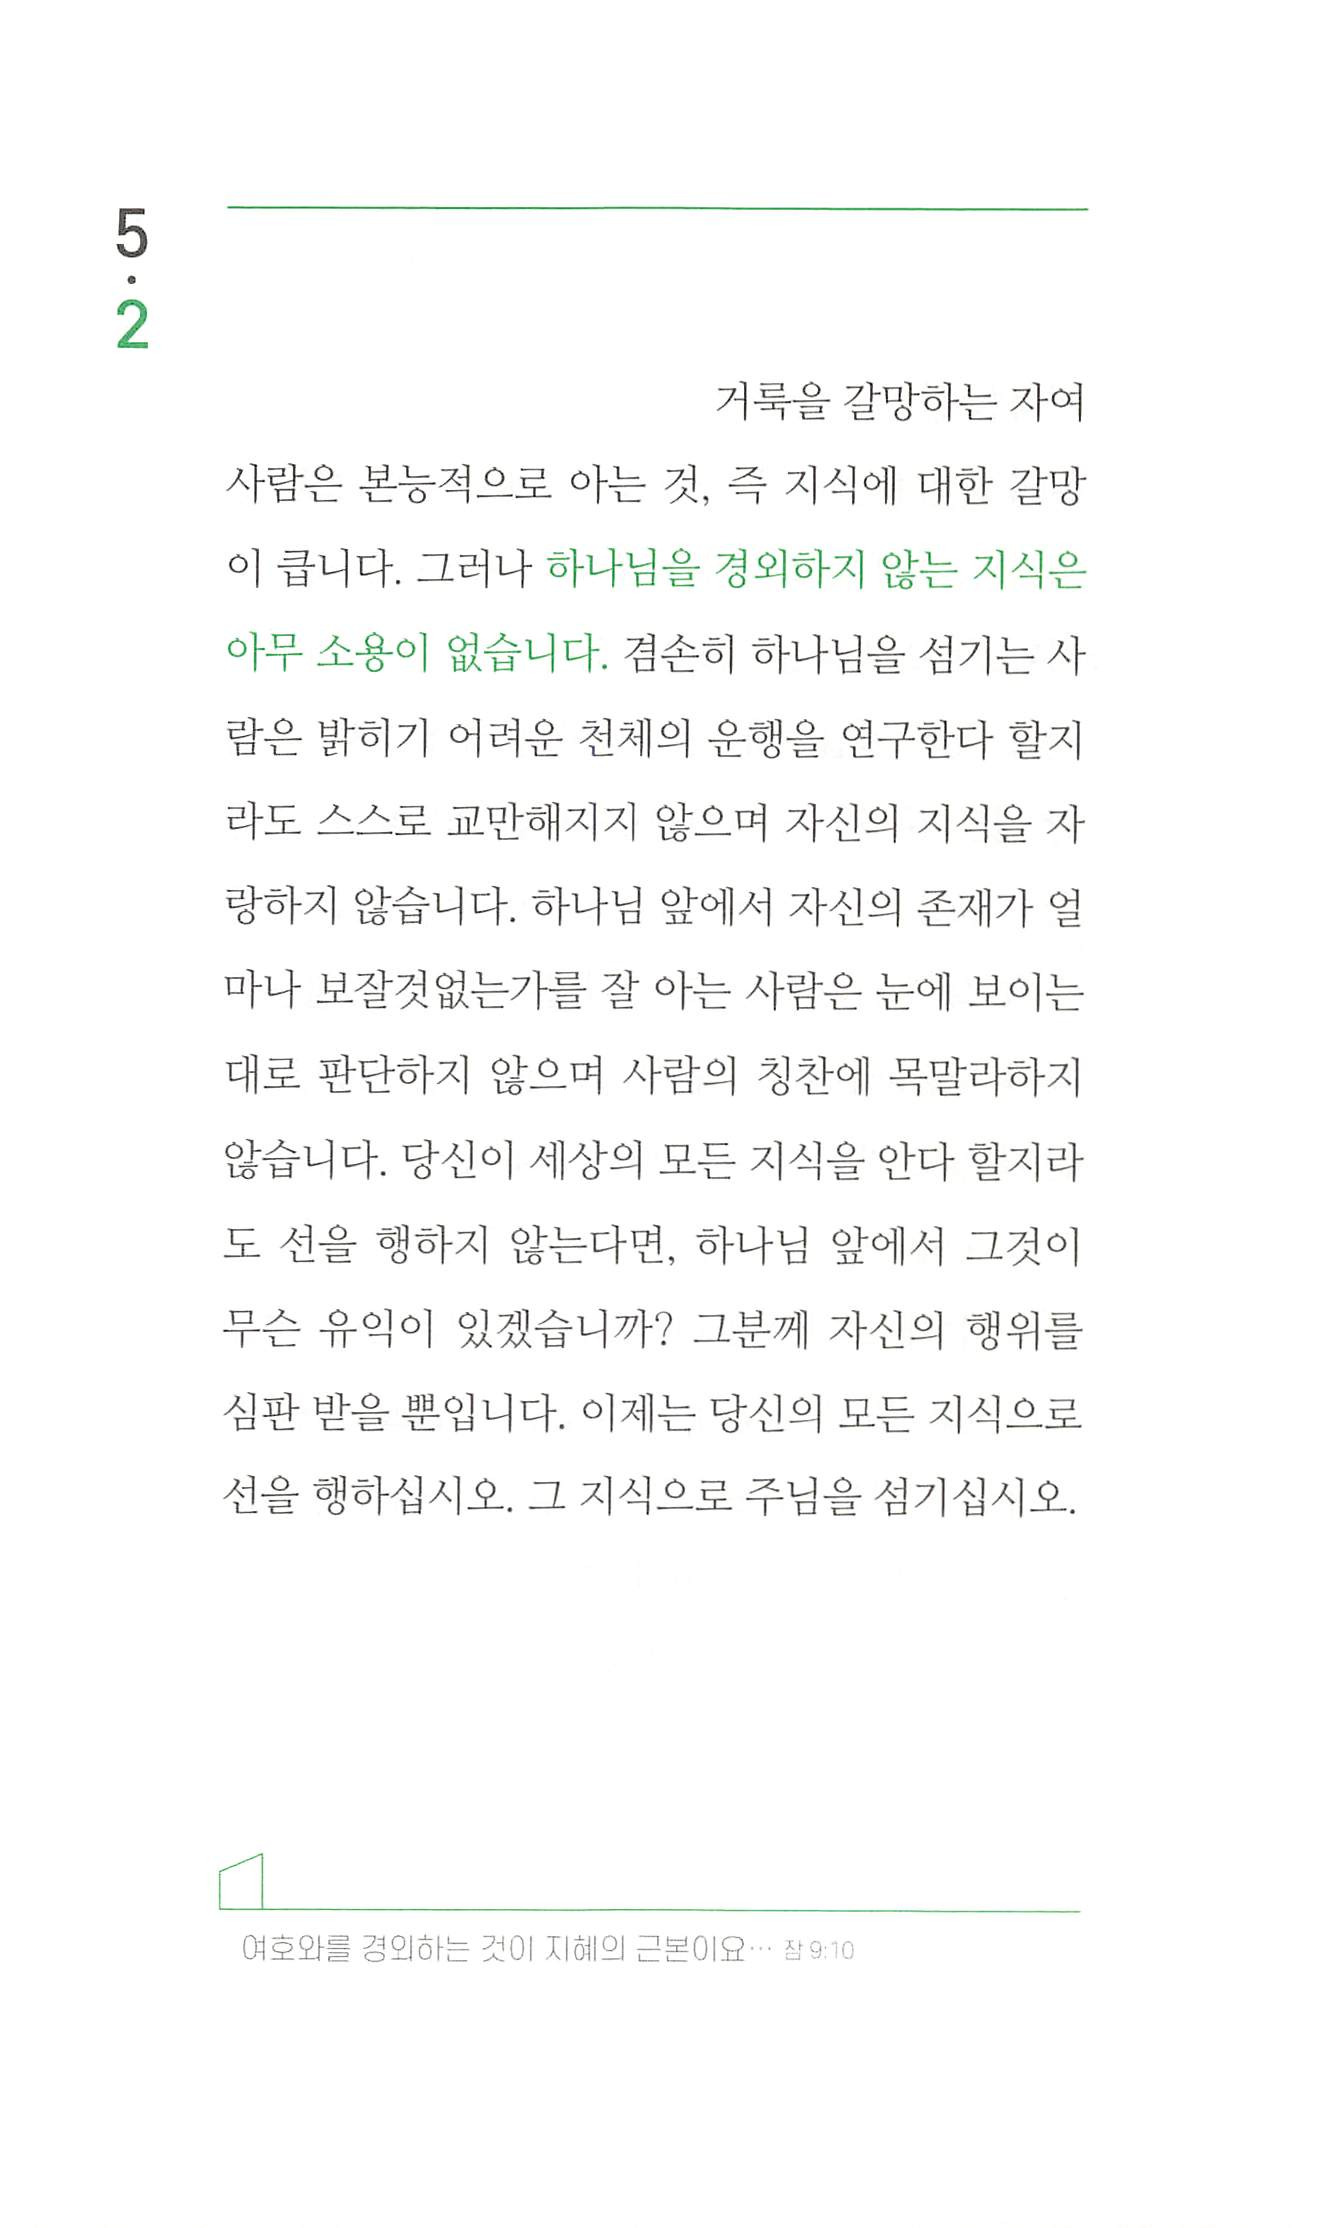 5
·
2
거룩을 갈망하는 자여
사람은 본능적으로 아는 것, 즉 지식에 대한 갈망
이 큽니다. 그러나 하나님을 경외하지 않는 지식은
아무 소용이 없습니다. 겸손히 하나님을 섬기는 사
람은 밝히기 어려운 천체의 운행을 연구한다 할지
라도 스스로 교만해지지 않으며 자신의 지식을 자
랑하지 않습니다. 하나님 앞에서 자신의 존재가 얼
마나 보잘것없는가를 잘 아는 사람은 눈에 보이는
대로 판단하지 않으며 사람의 칭찬에 목말라하지
않습니다. 당신이 세상의 모든 지식을 안다 할지라
도 선을 행하지 않는다면, 하나님 앞에서 그것이
무슨 유익이 있겠습니까? 그분께 자신의 행위를
심판 받을 뿐입니다. 이제는 당신의 모든 지식으로
선을 행하십시오. 그 지식으로 주님을 섬기십시오.
여호와를 경외하는 것이 지혜의 근본이요… 잠 9:10